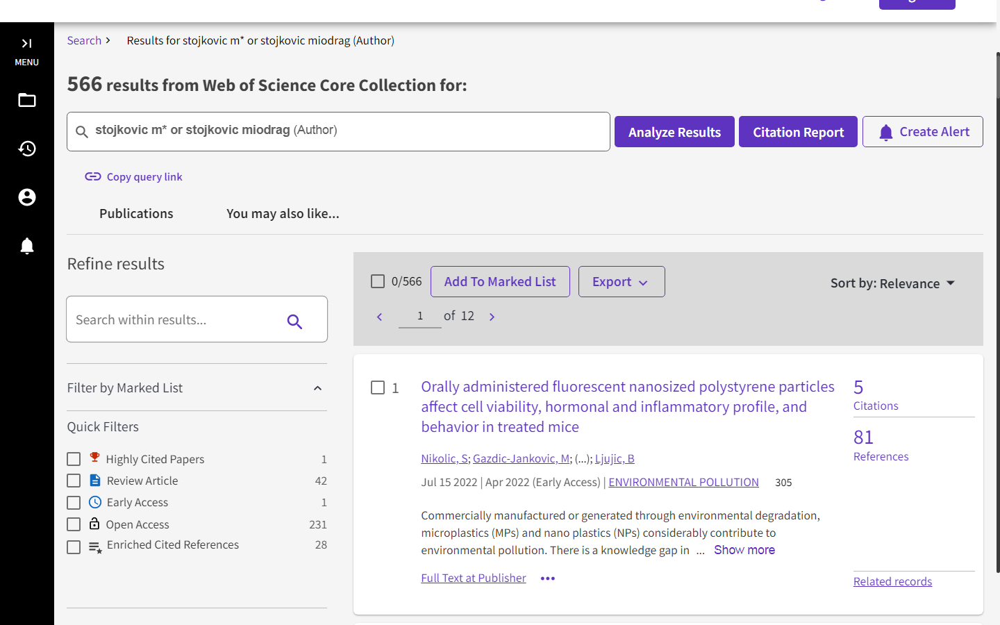 MENU
Search
Results for stojkovic m* or stojkovic miodrag (Author)
566 results from Web of Science Core Collection for:
stojkovic m* or stojkovic miodrag (Author)
Analyze Results
Citation Report
Create Alert
Copy query link
Publications
You may also like...
Refine results
Search within results...
Filter by Marked List
Quick Filters
Highly Cited Papers 1
Review Article 42
Early Access 1
Open Access 231
Enriched Cited References 28
0/566
Add To Marked List
Export
Sort by: Relevance
1 of 12
1
Orally administered fluorescent nanosized polystyrene particles
affect cell viability, hormonal and inflammatory profile, and
behavior in treated mice
Nikolic, S; Gazdic-Jankovic, M; (...); Ljujic, B
Jul 15 2022 | Apr 2022 (Early Access) | ENVIRONMENTAL POLLUTION 305
Commercially manufactured or generated through environmental degradation,
microplastics (MPs) and nano plastics (NPs) considerably contribute to
environmental pollution. There is a knowledge gap in ... Show more
Full Text at Publisher
5
Citations
81
References
Related records